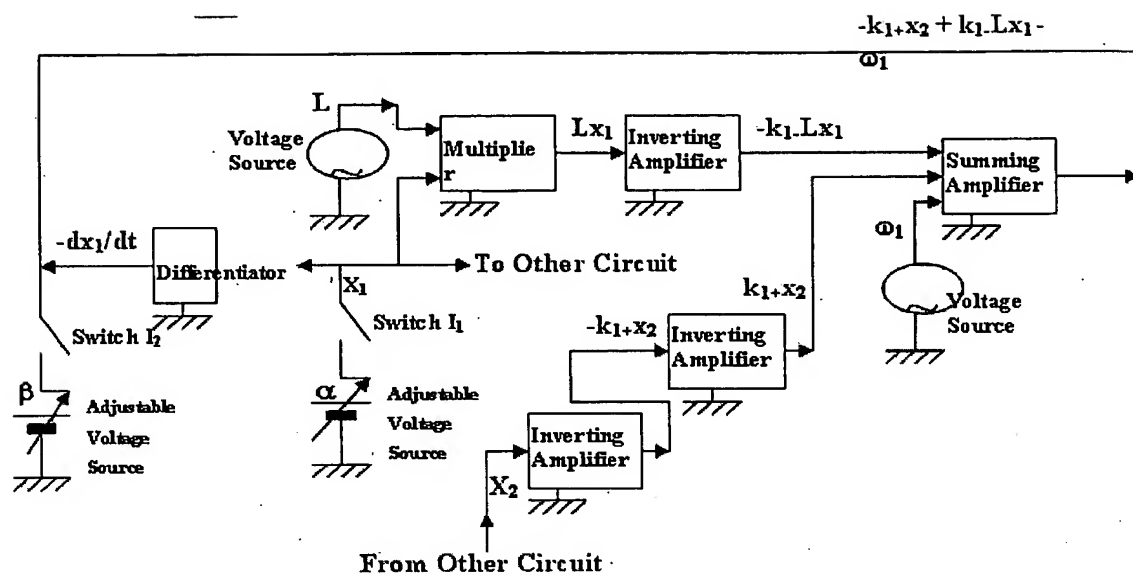 -k1+x2 + k1-Lx1 -
ω1
L
Voltage
Source
Multiplie
r
Lx1
Inverting
Amplifier
-k1-Lx1
Summing
Amplifier
ω1
Voltage
Source
-dx1/dt
Differentiator
X1
To Other Circuit
k1+x2
Switch I2
Switch I1
-k1+x2
Inverting
Amplifier
β
Adjustable
Voltage
Source
α
Adjustable
Voltage
Source
Inverting
Amplifier
X2
From Other Circuit